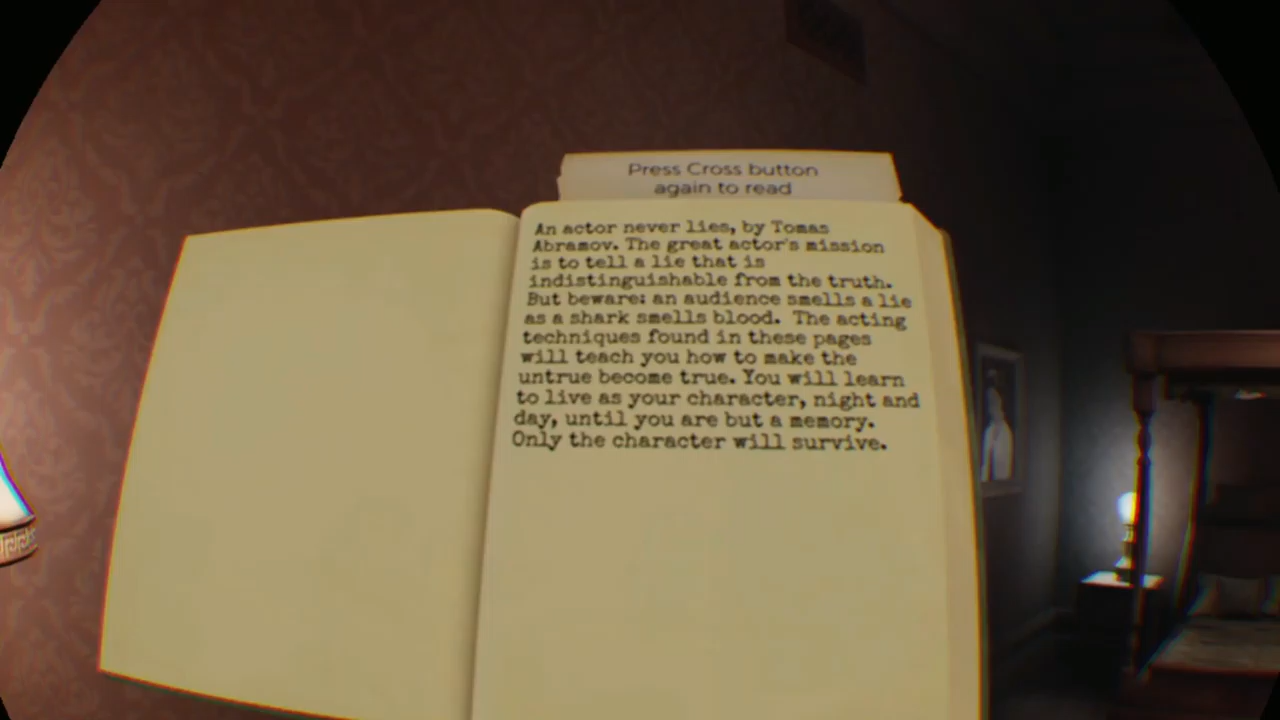 Press Cross button
again to read
An actor never lies, by Tomas
Abramov. The great actor's mission
is to tell a lie that is
indistinguishable from the truth.
But beware: an audience smells a lie
as a shark smells blood. The acting
techniques found in these pages
will teach you how to make the
untrue become true. You will learn
to live as your character, night and
day, until you are but a memory.
Only the character will survive.